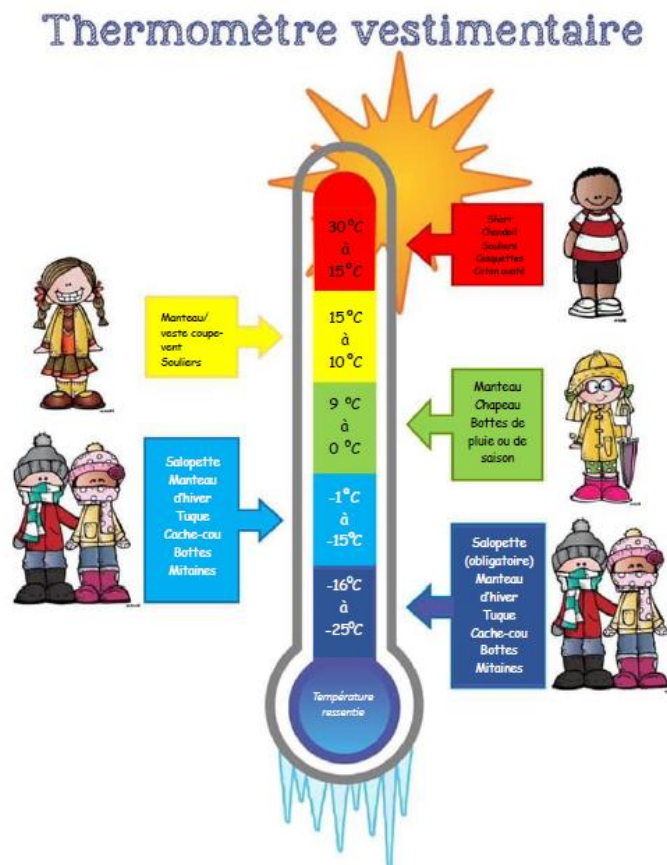 Thermomètre vestimentaire
30°C
à
15°C
Short
Chandail
Souliers
Casquettes
Coton ouaté
Manteau/
veste coupe-
vent
Souliers
15°C
à
10°C
9 °C
à
0 °C
Manteau
Chapeau
Bottes de
pluie ou de
saison
Salopette
Manteau
d'hiver
Tuque
Cache-cou
Bottes
Mitaines
-1°C
à
-15°C
-16°C
à
-25°C
Salopette
(obligatoire)
Manteau
d'hiver
Tuque
Cache-cou
Bottes
Mitaines
Température
ressentie